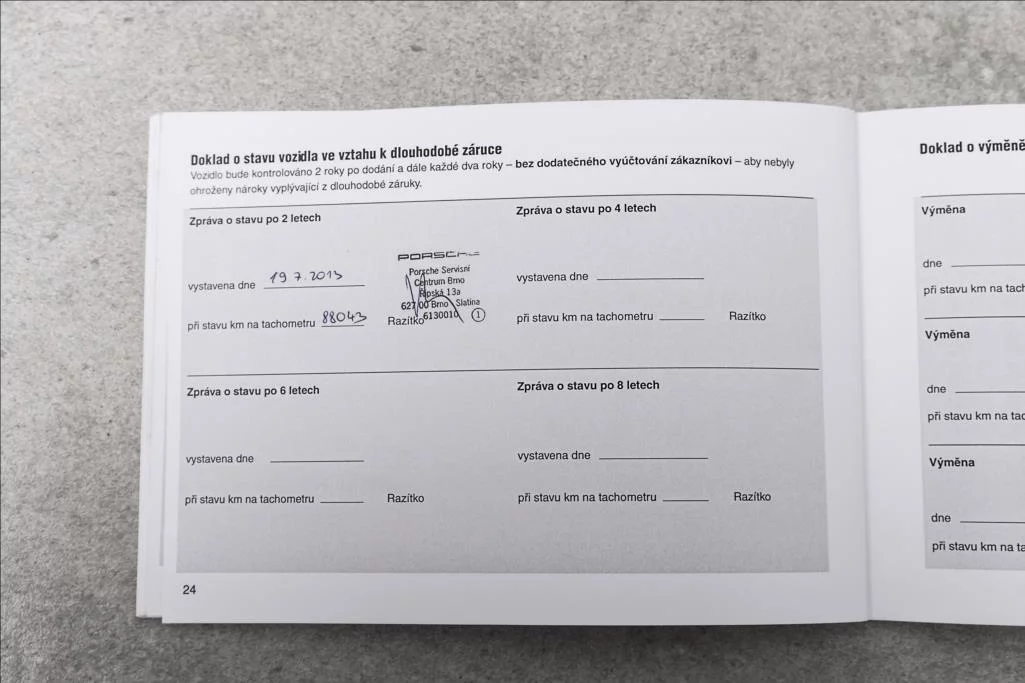 Doklad o stavu vozidla ve vztahu k dlouhodobé záruce
Vozidlo bude kontrolováno 2 roky po dodání a dále každé dva roky – bez dodatečného vyúčtování zákazníkovi – aby nebyly
ohroženy nároky vyplývající z dlouhodobé záruky.
Zpráva o stavu po 2 letech
vystavena dne 19.7.2013
při stavu km na tachometru 88043
Razítko
PORSCHE
Porsche Servisní
Centrum Brno
Řípská 13a
627 00 Brno Slatina
6130010 1
Zpráva o stavu po 4 letech
vystavena dne
při stavu km na tachometru
Razítko
Zpráva o stavu po 6 letech
vystavena dne
při stavu km na tachometru
Razítko
Zpráva o stavu po 8 letech
vystavena dne
při stavu km na tachometru
Razítko
24
Doklad o výměně
Výměna
dne
při stavu km na tach
Výměna
dne
při stavu km na tac
Výměna
dne
při stavu km na ta